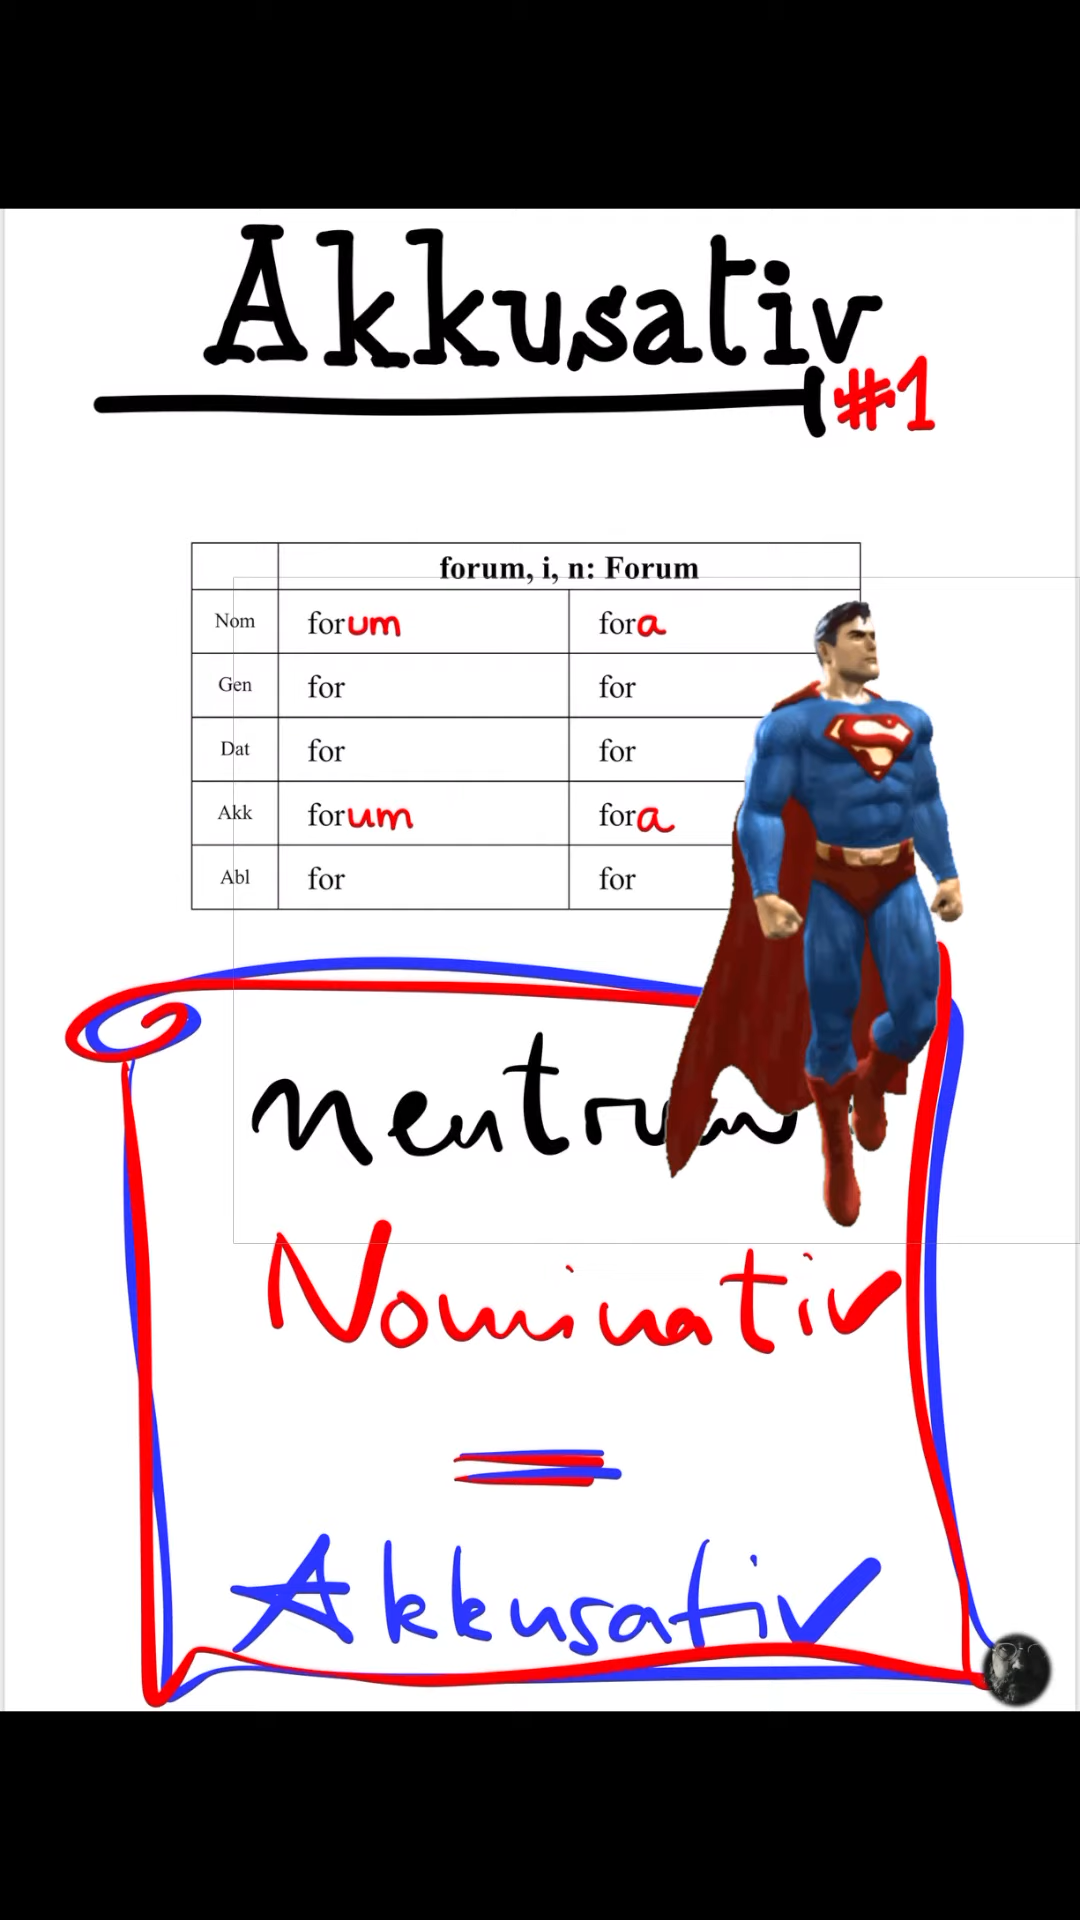 Akkusativ
#1
forum, i, n: Forum
Nom forum fora
Gen for for
Dat for for
Akk forum fora
Abl for for
neutrum
Nominativ
=
Akkusativ